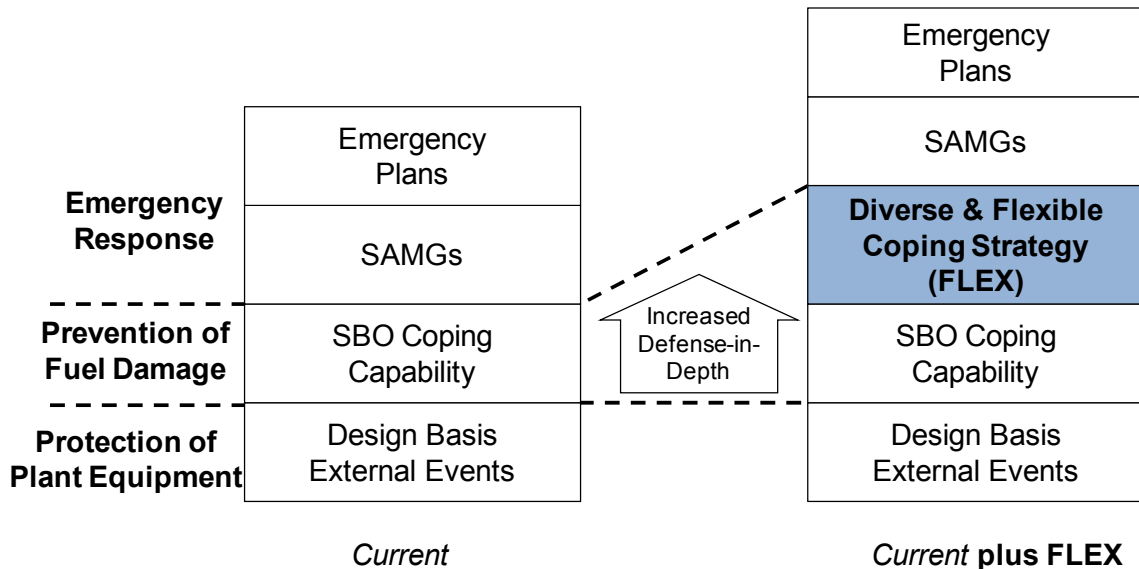 Emergency
Response
Prevention of
Fuel Damage
Protection of
Plant Equipment
Emergency
Plans
SAMGs
SBO Coping
Capability
Design Basis
External Events
Current
Increased
Defense-in-
Depth
Emergency
Plans
SAMGs
Diverse & Flexible
Coping Strategy
(FLEX)
SBO Coping
Capability
Design Basis
External Events
Current plus FLEX